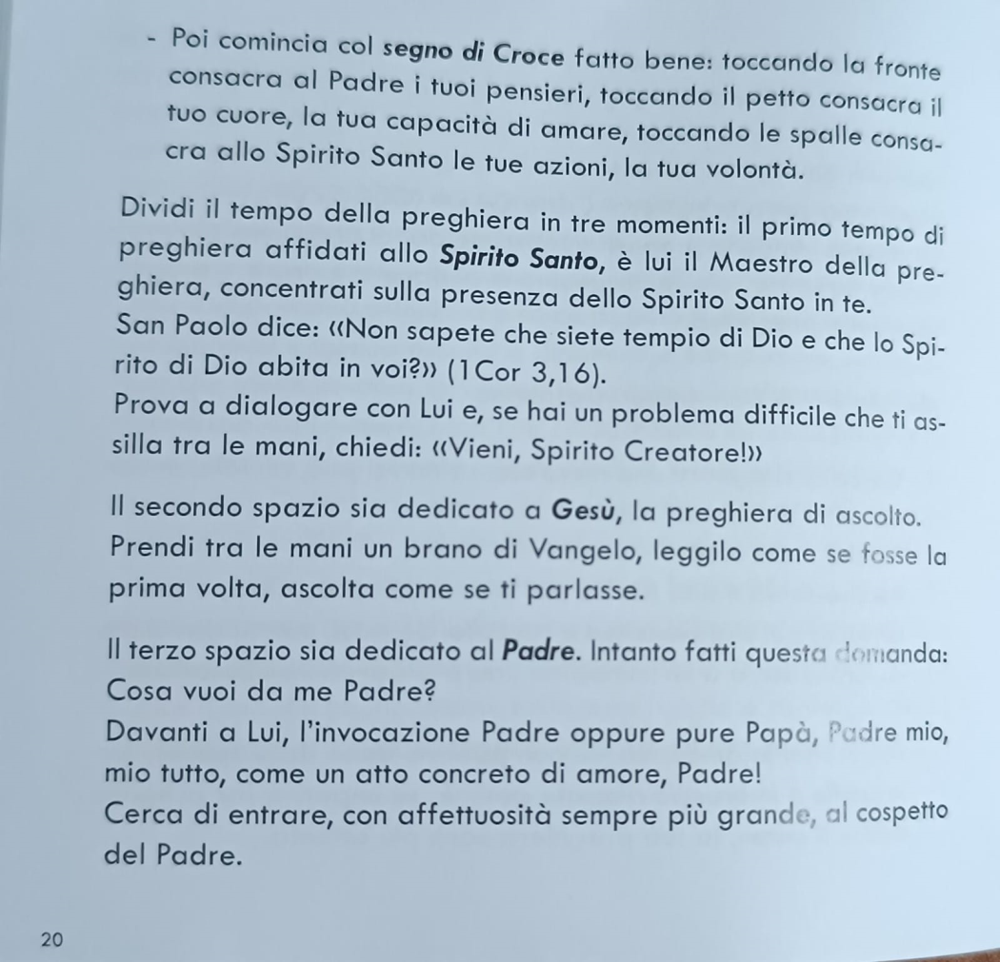 - Poi comincia col segno di Croce fatto bene: toccando la fronte
consacra al Padre i tuoi pensieri, toccando il petto consacra il
tuo cuore, la tua capacità di amare, toccando le spalle consa-
cra allo Spirito Santo le tue azioni, la tua volontà.
Dividi il tempo della preghiera in tre momenti: il primo tempo di
preghiera affidati allo Spirito Santo, è lui il Maestro della pre-
ghiera, concentrati sulla presenza dello Spirito Santo in te.
San Paolo dice: «Non sapete che siete tempio di Dio e che lo Spi-
rito di Dio abita in voi?» (1Cor 3,16).
Prova a dialogare con Lui e, se hai un problema difficile che ti as-
silla tra le mani, chiedi: «Vieni, Spirito Creatore!»
Il secondo spazio sia dedicato a Gesù, la preghiera di ascolto.
Prendi tra le mani un brano di Vangelo, leggilo come se fosse la
prima volta, ascolta come se ti parlasse.
Il terzo spazio sia dedicato al Padre. Intanto fatti questa domanda:
Cosa vuoi da me Padre?
Davanti a Lui, l'invocazione Padre oppure pure Papà, Padre mio,
mio tutto, come un atto concreto di amore, Padre!
Cerca di entrare, con affettuosità sempre più grande, al cospetto
del Padre.
20